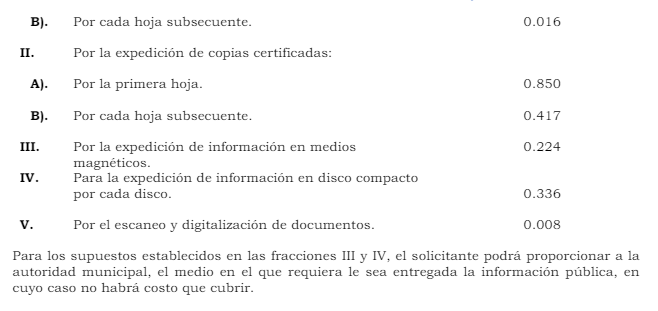 B). Por cada hoja subsecuente. 0.016
II. Por la expedición de copias certificadas:
A). Por la primera hoja. 0.850
B). Por cada hoja subsecuente. 0.417
III. Por la expedición de información en medios 0.224
magnéticos.
IV. Para la expedición de información en disco compacto
por cada disco. 0.336
V. Por el escaneo y digitalización de documentos. 0.008
Para los supuestos establecidos en las fracciones III y IV, el solicitante podrá proporcionar a la
autoridad municipal, el medio en el que requiera le sea entregada la información pública, en
cuyo caso no habrá costo que cubrir.